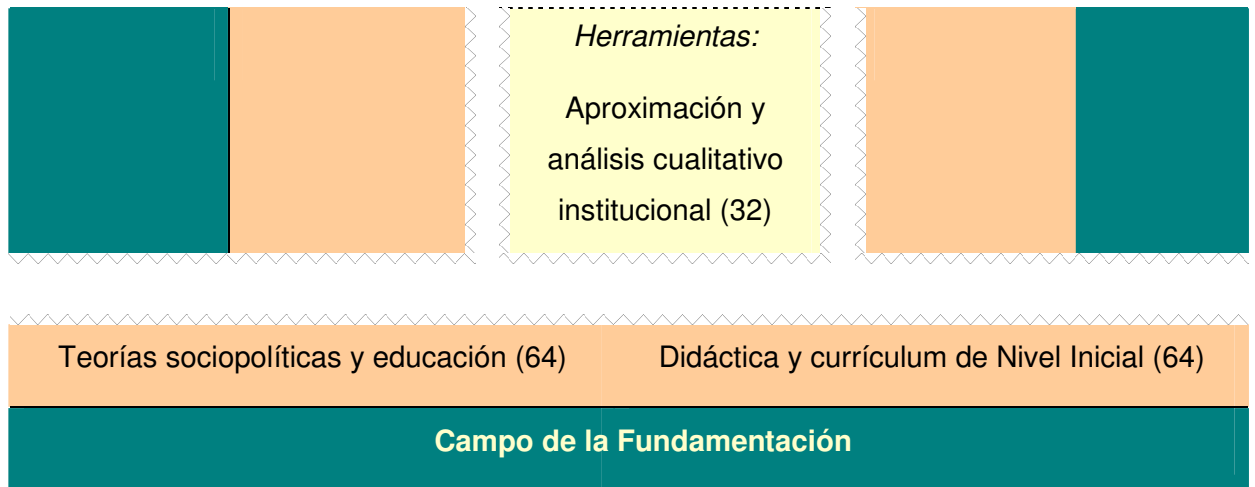 Herramientas:
Aproximación y
análisis cualitativo
institucional (32)
Teorías sociopolíticas y educación (64)
Didáctica y currículum de Nivel Inicial (64)
Campo de la Fundamentación